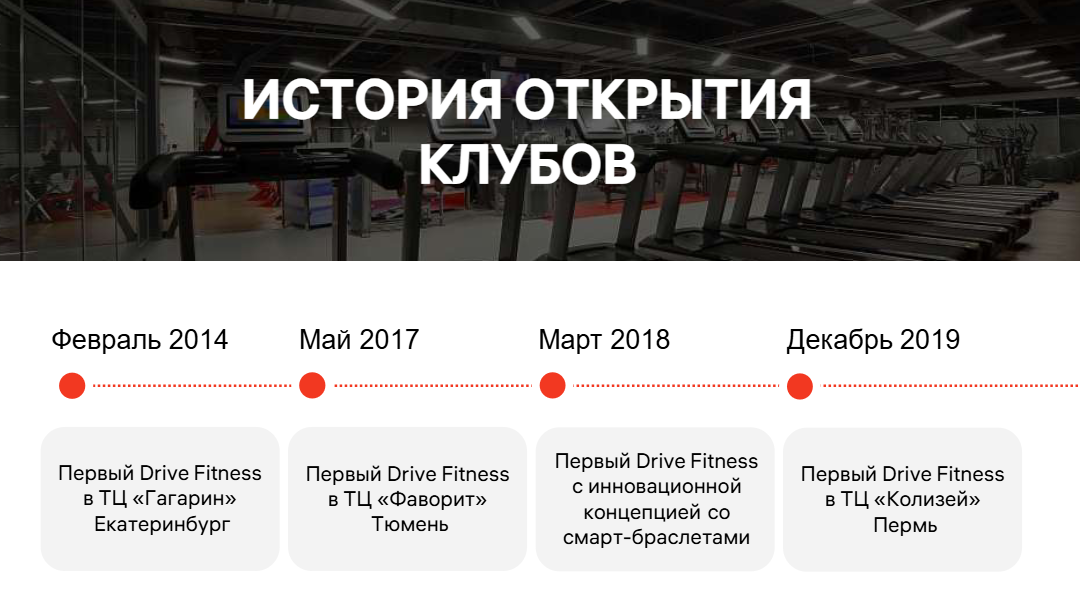 ИСТОРИЯ ОТКРЫТИЯ
КЛУБОВ
Февраль 2014
Май 2017
Март 2018
Декабрь 2019
Первый Drive Fitness
в ТЦ «Гагарин»
Екатеринбург
Первый Drive Fitness
в ТЦ «Фаворит»
Тюмень
Первый Drive Fitness
с инновационной
концепцией со
смарт-браслетами
Первый Drive Fitness
в ТЦ «Колизей»
Пермь